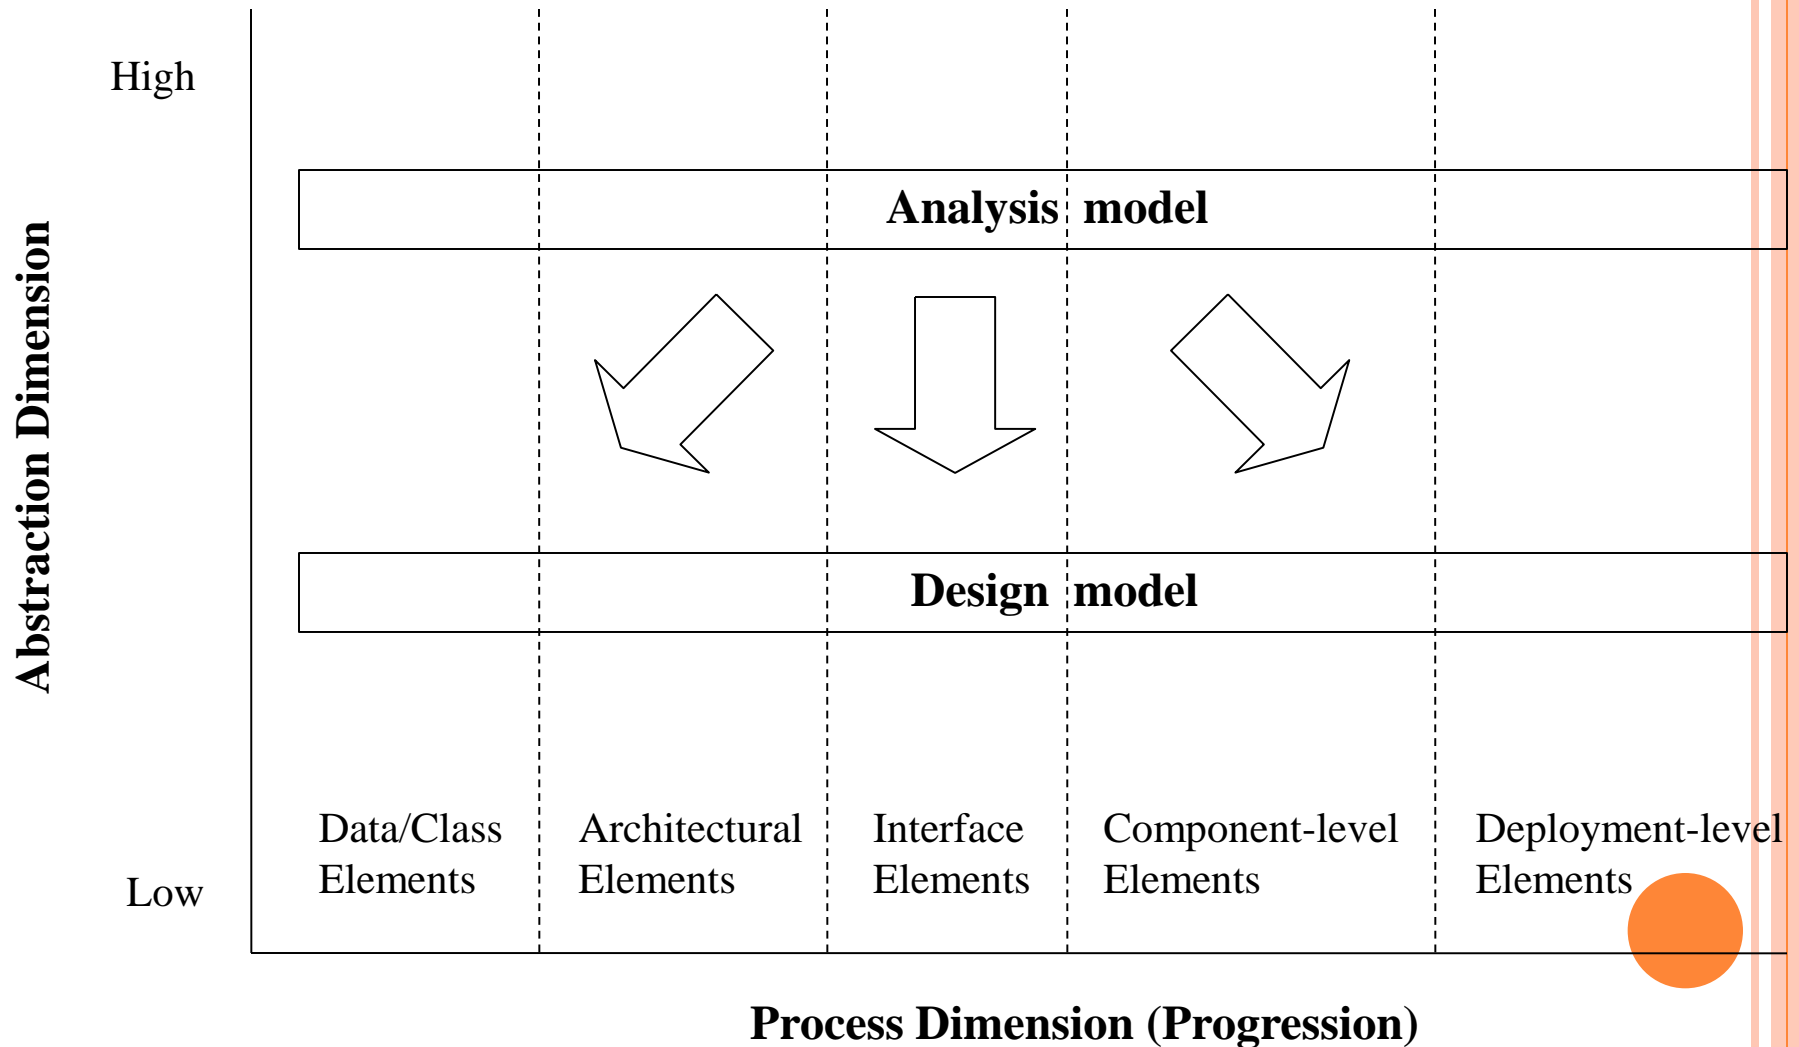 High
Analysis model
Abstraction Dimension
Design model
Data/Class
Elements
Architectural
Elements
Interface
Elements
Component-level
Elements
Deployment-level
Elements
Low
Process Dimension (Progression)